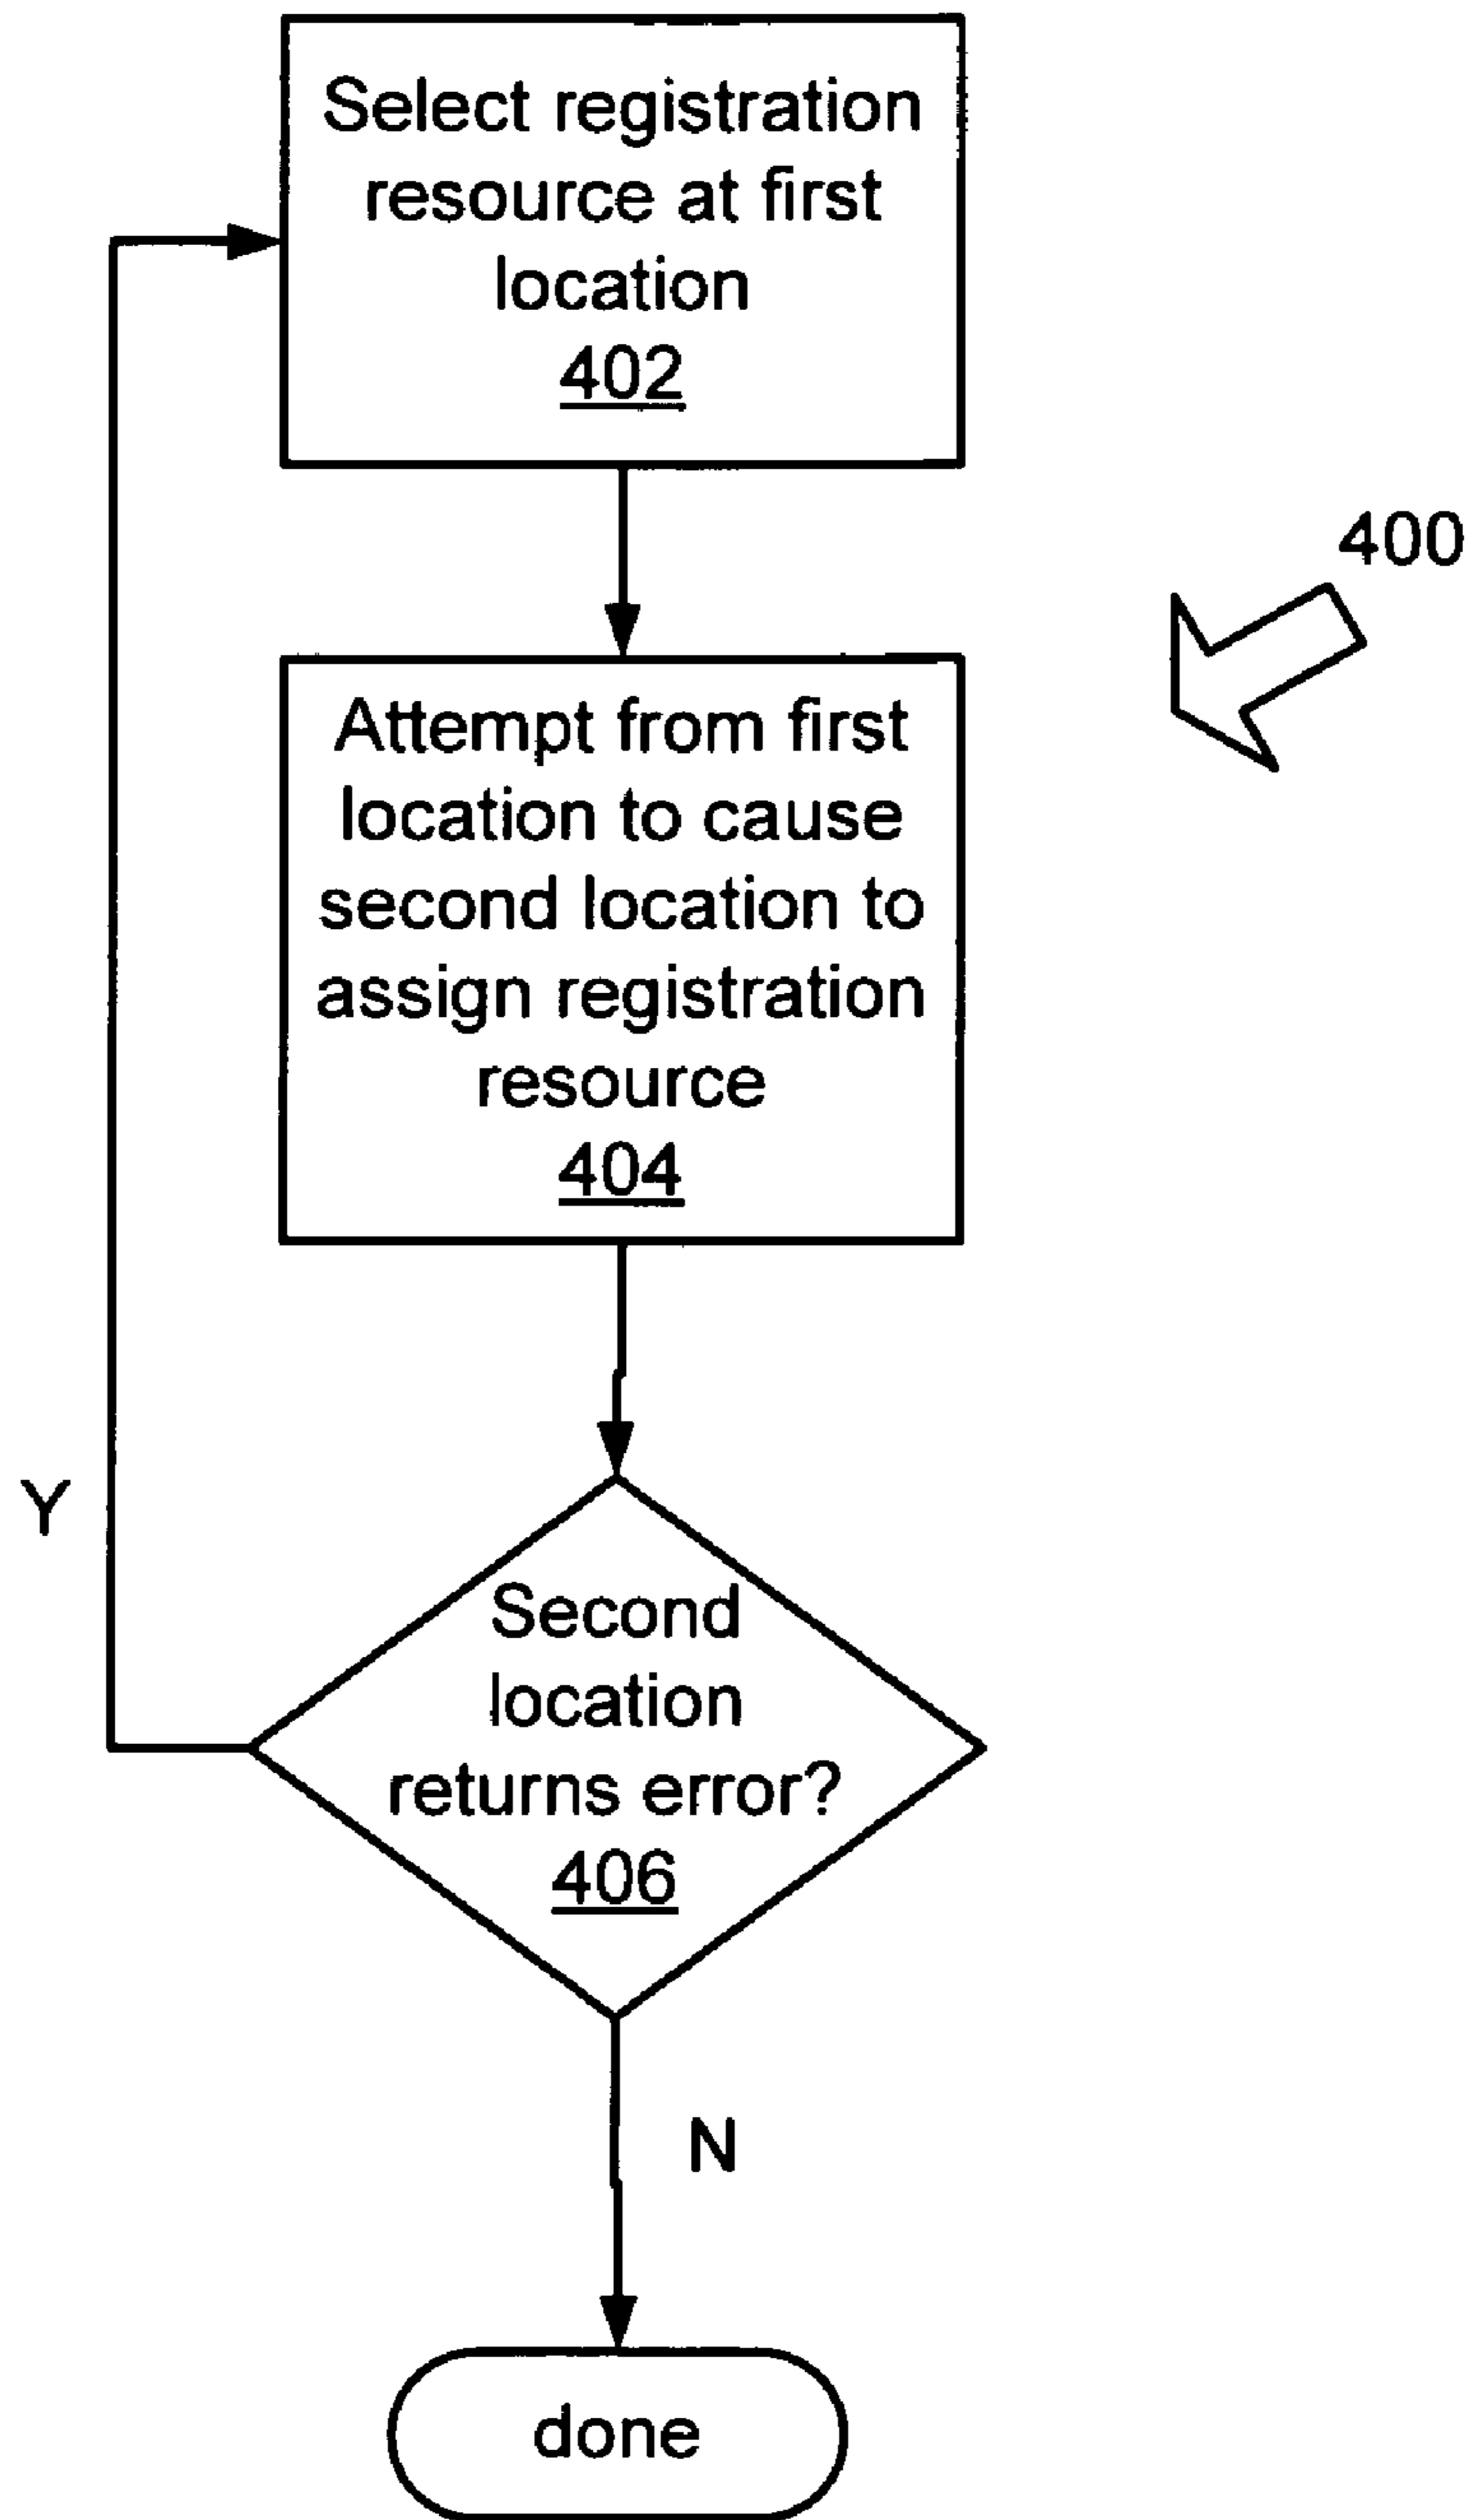 Select registration
resource at first
location
402
400
Attempt from first
location to cause
second location to
assign registration
resource
404
Y
Second
location
returns error?
406
N
done